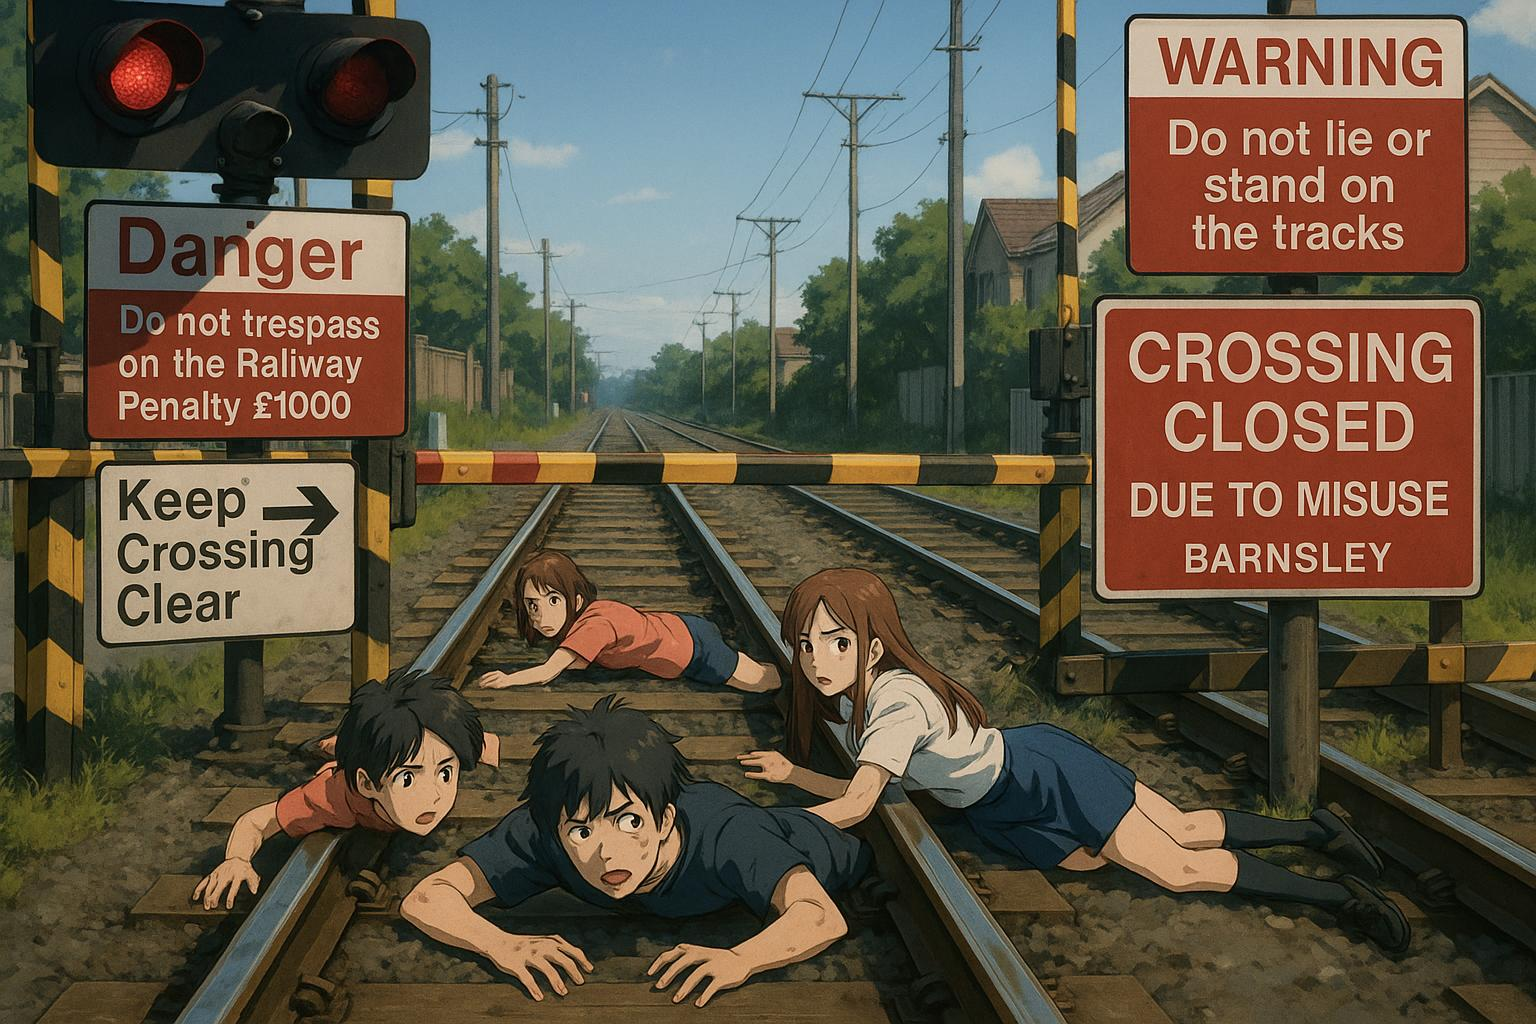 Danger
Do not trespass
on the Raliway
Penalty £1000
Keep
Crossing
Clear
WARNING
Do not lie or
stand on
the tracks
CROSSING
CLOSED
DUE TO MISUSE
BARNSLEY